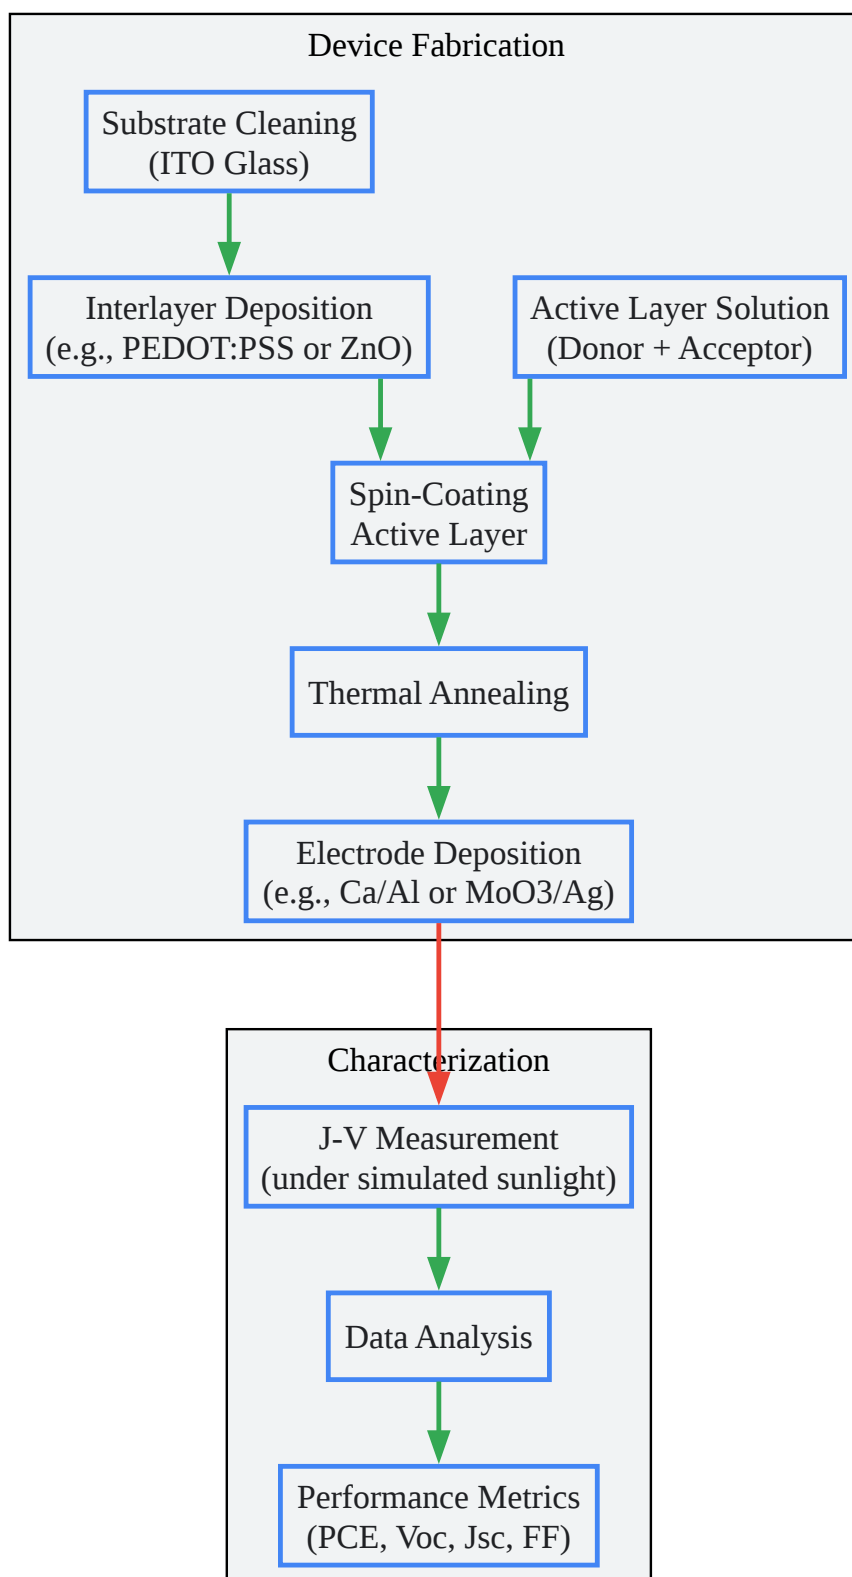 Device Fabrication
Substrate Cleaning
(ITO Glass)
Interlayer Deposition
(e.g., PEDOT:PSS or ZnO)
Active Layer Solution
(Donor + Acceptor)
Spin-Coating
Active Layer
Thermal Annealing
Electrode Deposition
(e.g., Ca/Al or MoO3/Ag)
Characterization
J-V Measurement
(under simulated sunlight)
Data Analysis
Performance Metrics
(PCE, Voc, Jsc, FF)